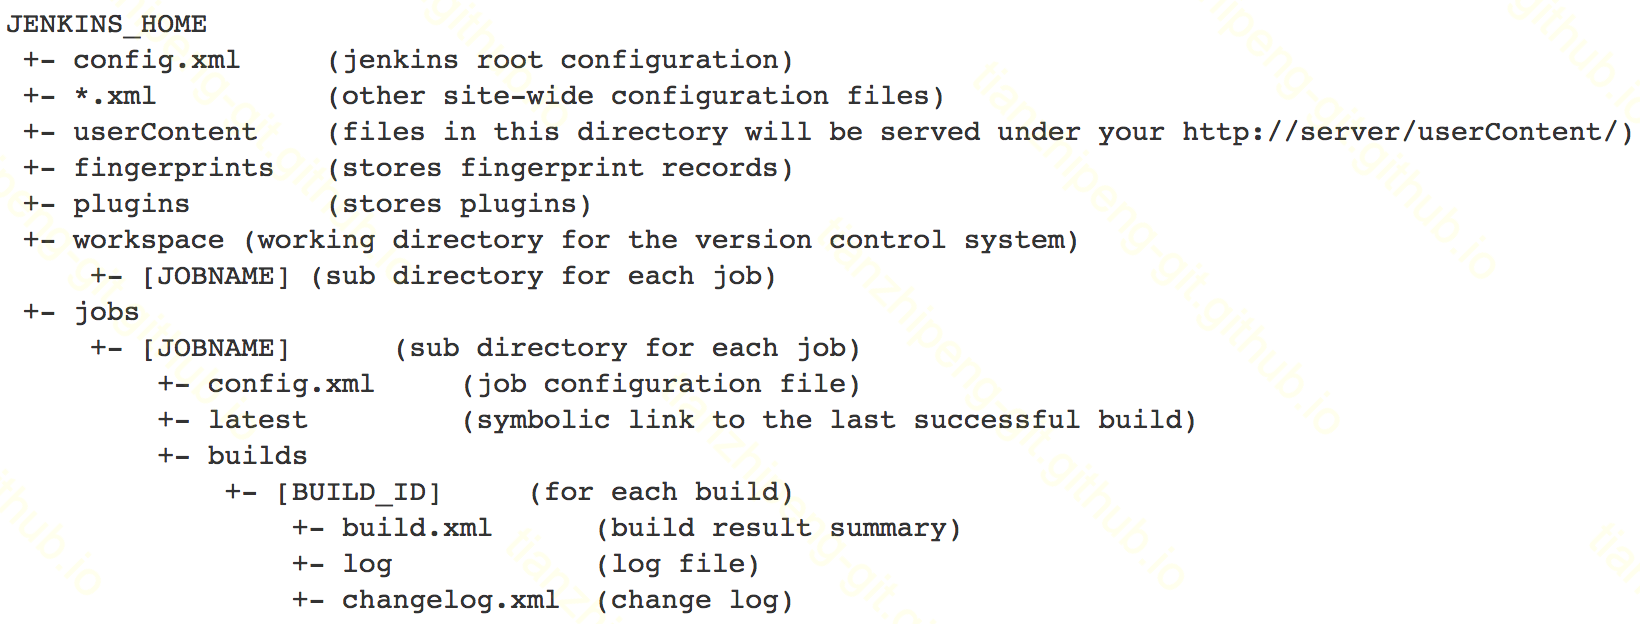 JENKINS_HOME
+- config.xml (jenkins root configuration)
+- *.xml (other site-wide configuration files)
+- userContent (files in this directory will be served under your http://server/userContent/)
+- fingerprints (stores fingerprint records)
+- plugins (stores plugins)
+- workspace (working directory for the version control system)
+- [JOBNAME] (sub directory for each job)
+- jobs
+- [JOBNAME] (sub directory for each job)
+- config.xml (job configuration file)
+- latest (symbolic link to the last successful build)
+- builds
+- [BUILD_ID] (for each build)
+- build.xml (build result summary)
+- log (log file)
+- changelog.xml (change log)
tianzhipeng-git.github.io